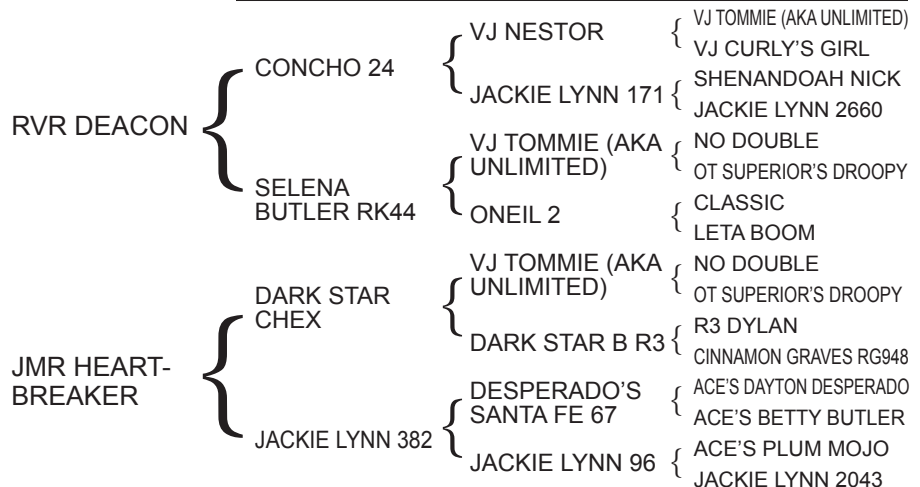 RVR DEACON
CONCHO 24
VJ NESTOR
VJ TOMMIE (AKA UNLIMITED)
VJ CURLY'S GIRL
JACKIE LYNN 171
SHENANDOAH NICK
JACKIE LYNN 2660
SELENA
BUTLER RK44
VJ TOMMIE (AKA
UNLIMITED)
NO DOUBLE
OT SUPERIOR'S DROOPY
ONEIL 2
CLASSIC
LETA BOOM
JMR HEART-
BREAKER
DARK STAR
CHEX
VJ TOMMIE (AKA
UNLIMITED)
NO DOUBLE
OT SUPERIOR'S DROOPY
DARK STAR B R3
R3 DYLAN
CINNAMON GRAVES RG948
JACKIE LYNN 382
DESPERADO'S
SANTA FE 67
ACE'S DAYTON DESPERADO
ACE'S BETTY BUTLER
JACKIE LYNN 96
ACE'S PLUM MOJO
JACKIE LYNN 2043